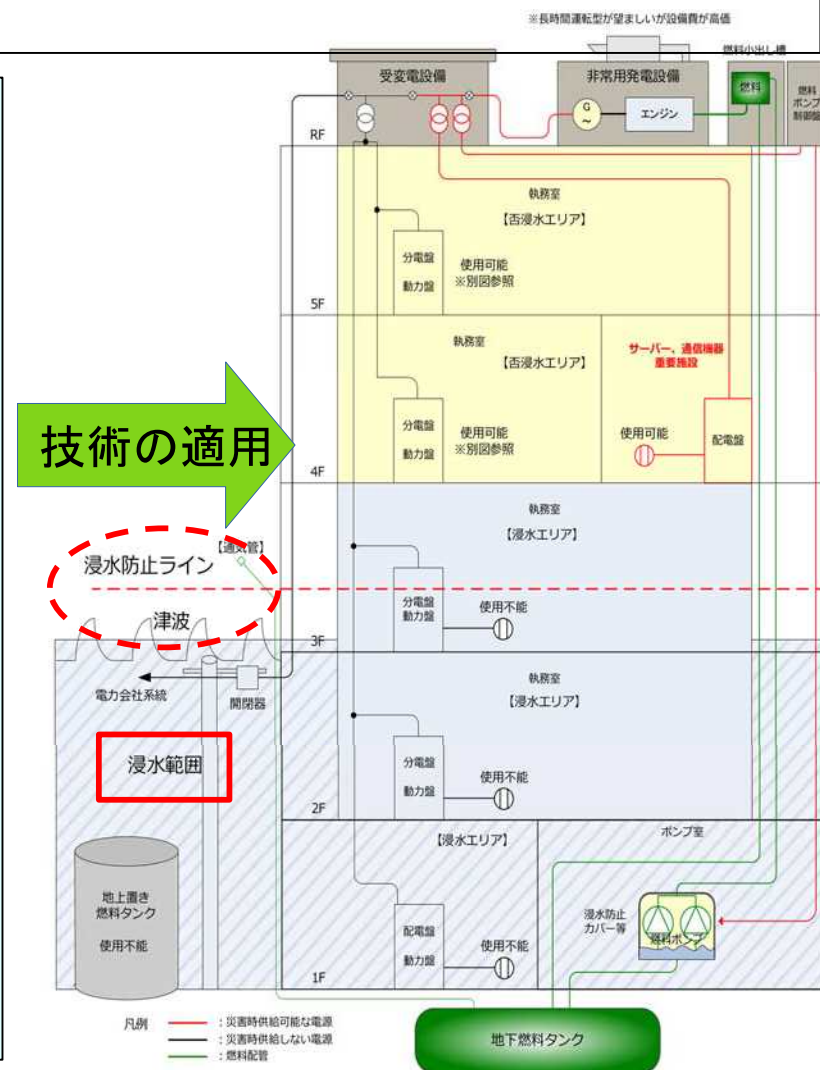 ※長時間運転型が望ましいが設備費が高価
受変電設備
非常用発電設備
燃料小出し槽
G
~
エンジン
燃料
燃料
ポンプ
制御盤
RF
執務室
【否浸水エリア】
分電盤
動力盤
使用可能
※別図参照
5F
執務室
【否浸水エリア】
サーバー、通信機器
重要施設
分電盤
動力盤
使用可能
※別図参照
使用可能
配電盤
4F
技術の適用
執務室
【浸水エリア】
【通気管】
浸水防止ライン
分電盤
動力盤
使用不能
津波
3F
執務室
【浸水エリア】
電力会社系統
開閉器
浸水範囲
分電盤
動力盤
使用不能
2F
【浸水エリア】
ポンプ室
地上置き
燃料タンク
使用不能
配電盤
動力盤
使用不能
浸水防止
カバー等
燃料ポンプ
1F
凡例
:災害時供給可能な電源
:災害時供給しない電源
:燃料配管
地下燃料タンク